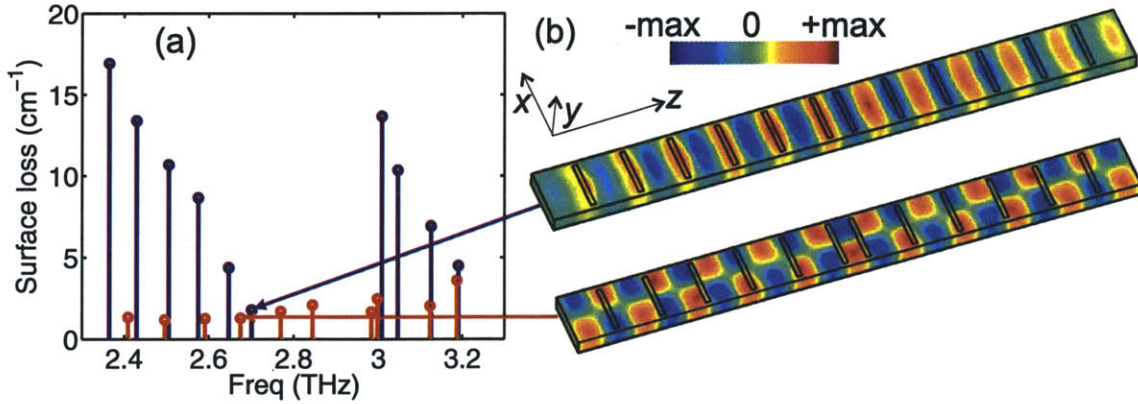 (a)
Surface loss (cm⁻¹)
20
15
10
5
0
2.4 2.6 2.8 3 3.2
Freq (THz)
(b)
-max 0 +max
x y z